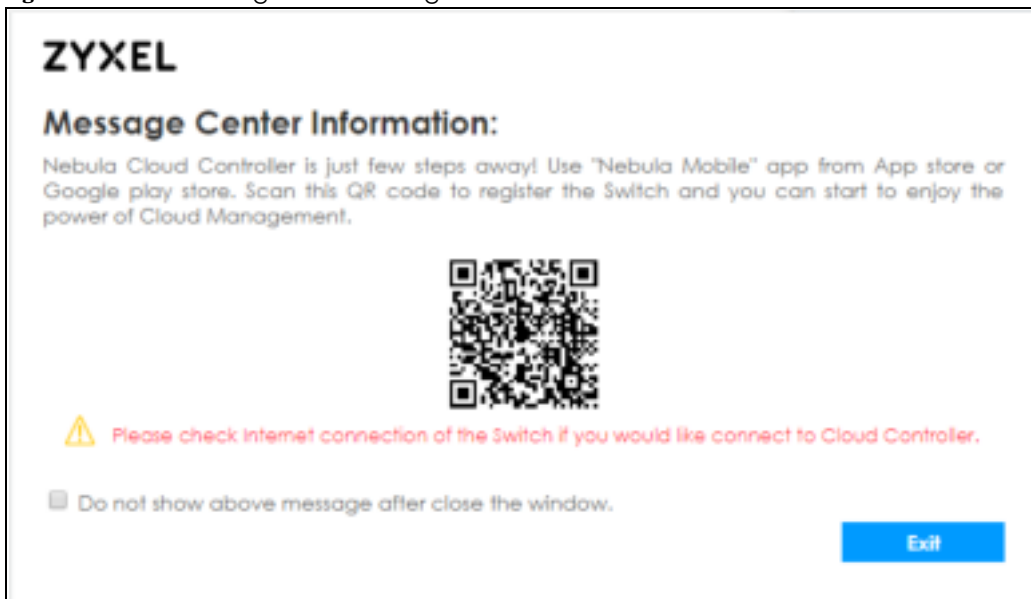 ZYXEL
Message Center Information:
Nebula Cloud Controller is just few steps away! Use "Nebula Mobile" app from App store or
Google play store. Scan this QR code to register the Switch and you can start to enjoy the
power of Cloud Management.
Please check Internet connection of the Switch if you would like connect to Cloud Controller.
Do not show above message after close the window.
Exit